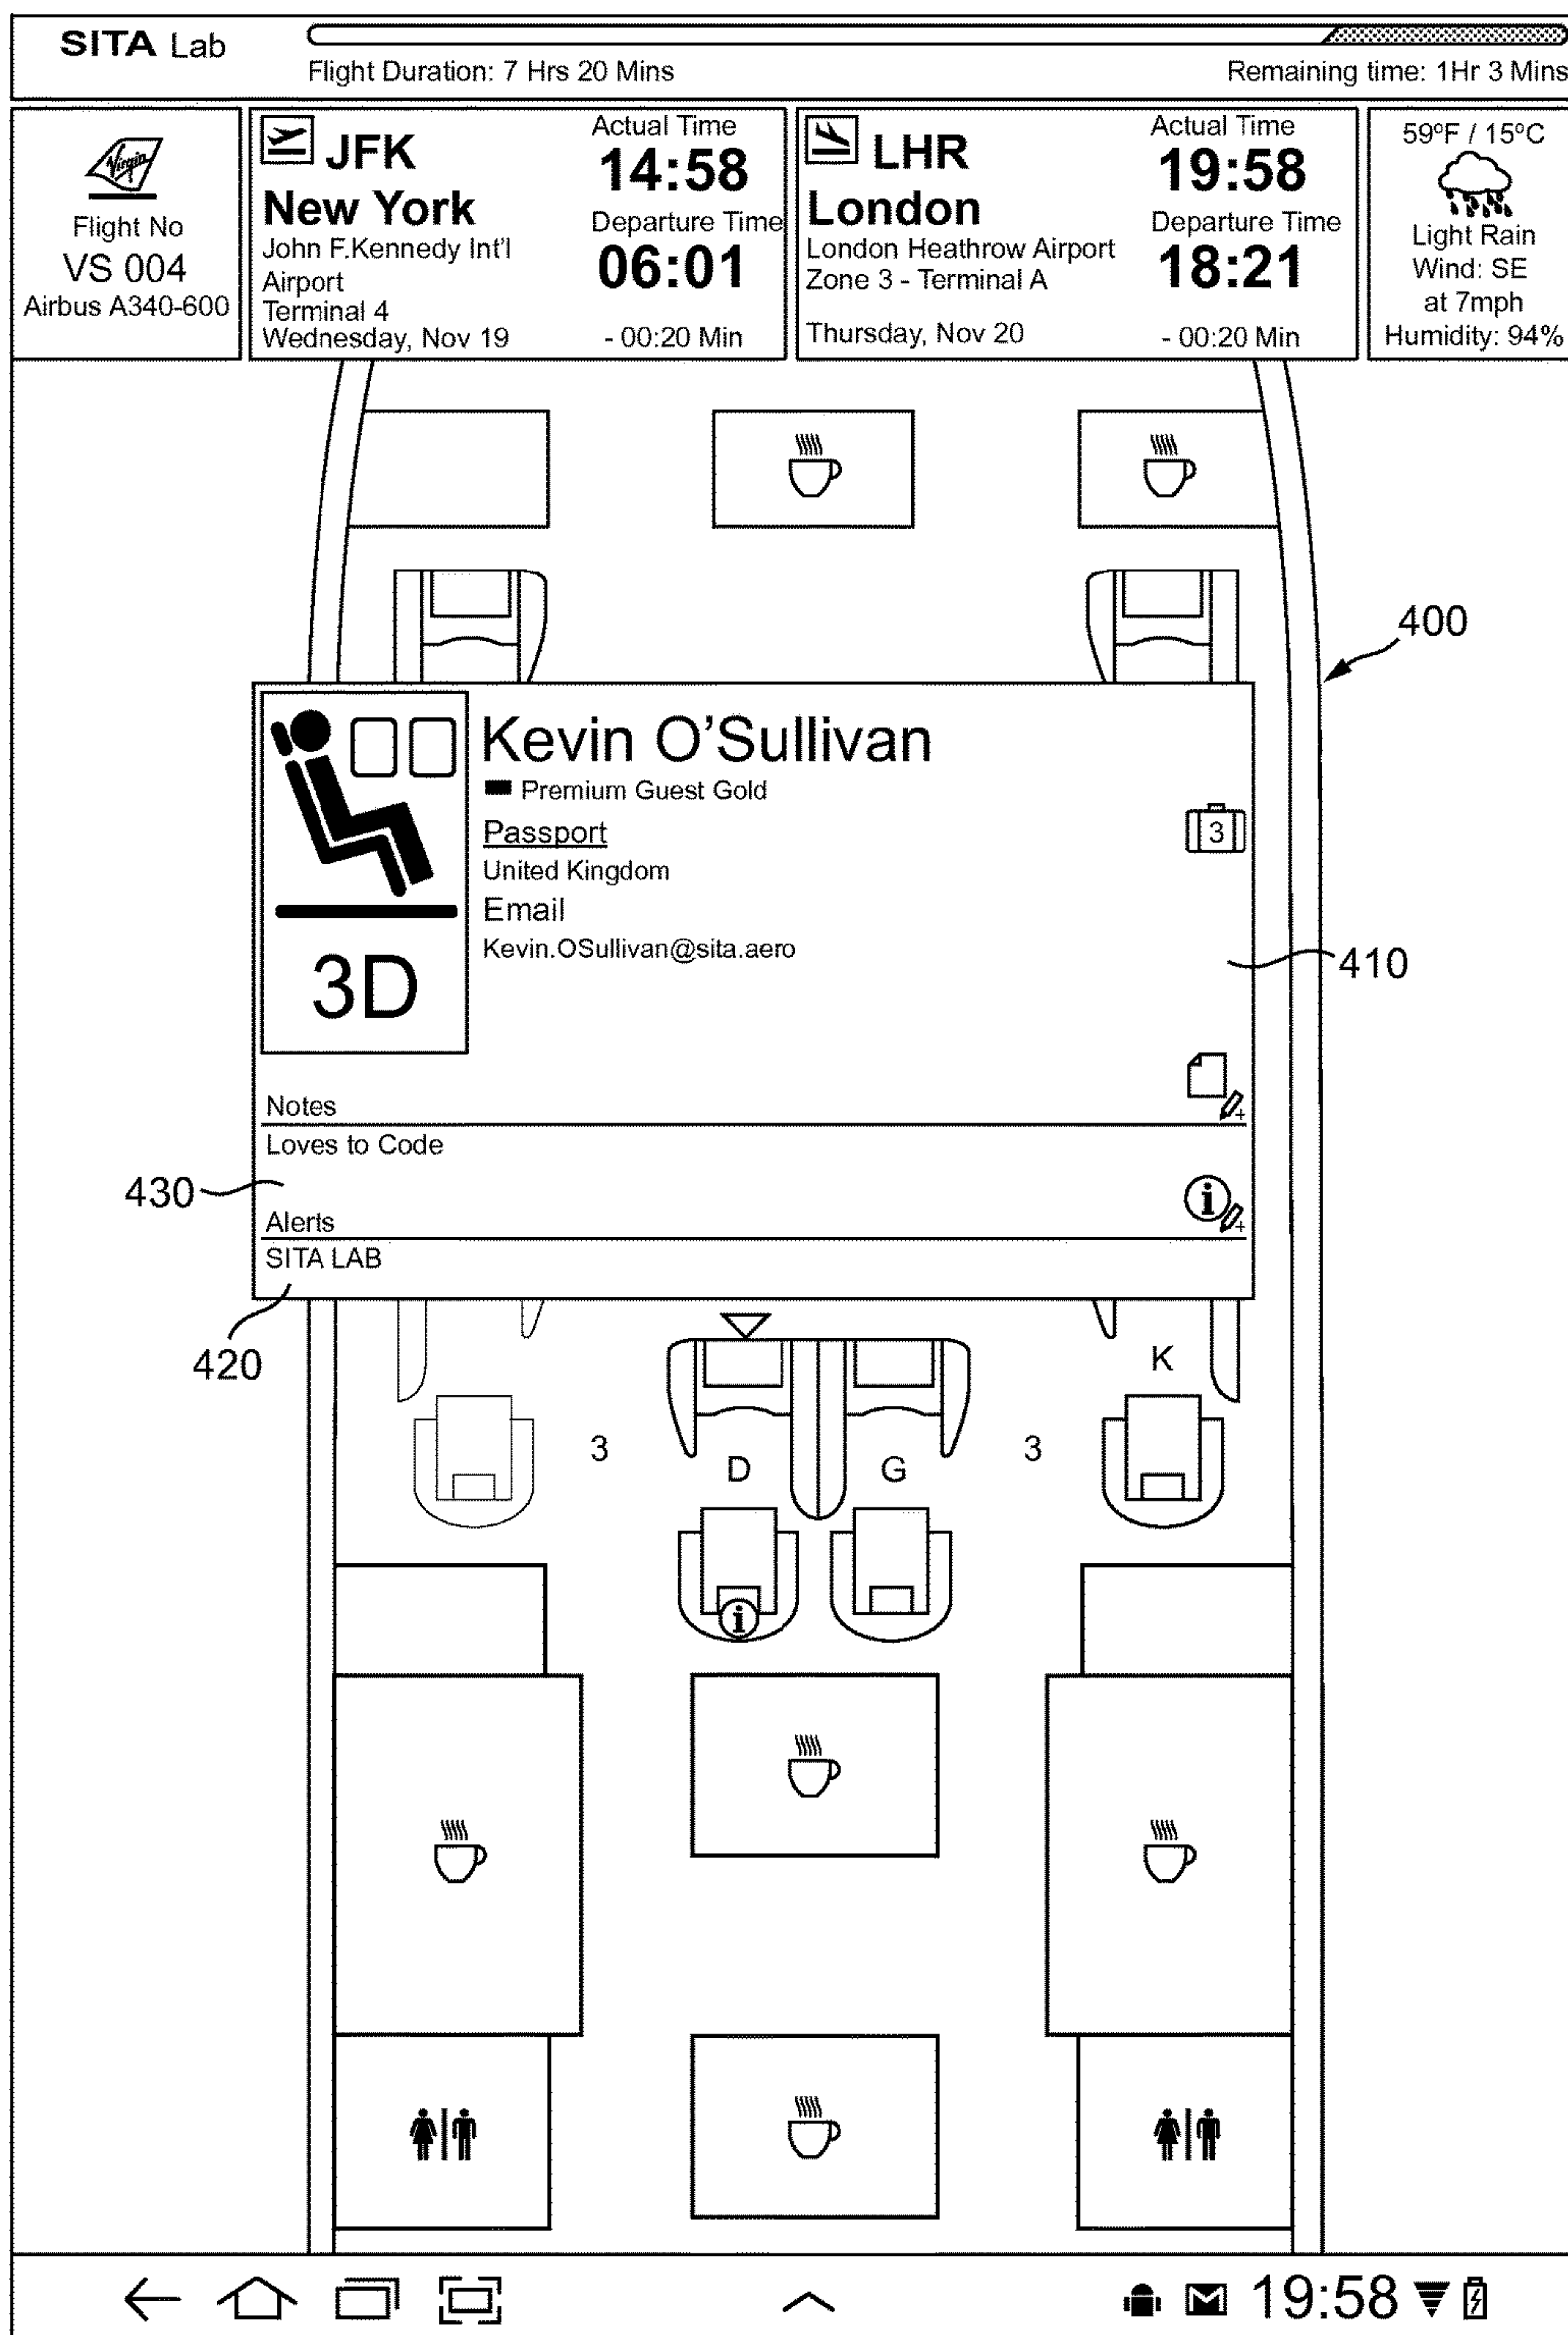 SITA Lab
Flight Duration: 7 Hrs 20 Mins
Remaining time: 1Hr 3 Mins
Virgin
Flight No
VS 004
Airbus A340-600
JFK
New York
John F.Kennedy Int'l
Airport
Terminal 4
Wednesday, Nov 19
Actual Time
14:58
Departure Time
06:01
- 00:20 Min
LHR
London
London Heathrow Airport
Zone 3 - Terminal A
Thursday, Nov 20
Actual Time
19:58
Departure Time
18:21
- 00:20 Min
59ºF / 15ºC
Light Rain
Wind: SE
at 7mph
Humidity: 94%
400
Kevin O'Sullivan
Premium Guest Gold
Passport
United Kingdom
Email
Kevin.OSullivan@sita.aero
3
3D
410
Notes
Loves to Code
430
i
Alerts
SITA LAB
420
K
3
D
G
3
i
19:58